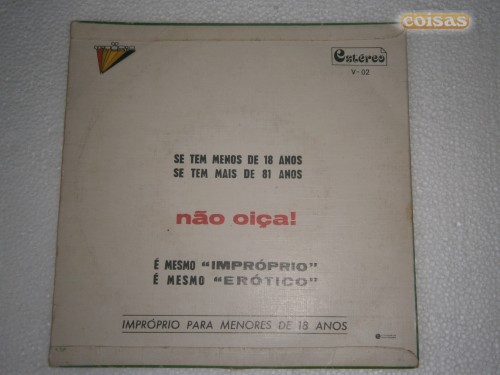 coisas
Estéreo
V-02
SE TEM MENOS DE 18 ANOS
SE TEM MAIS DE 81 ANOS
não oiça!
É MESMO "IMPRÓPRIO"
É MESMO "ERÓTICO"
IMPRÓPRIO PARA MENORES DE 18 ANOS